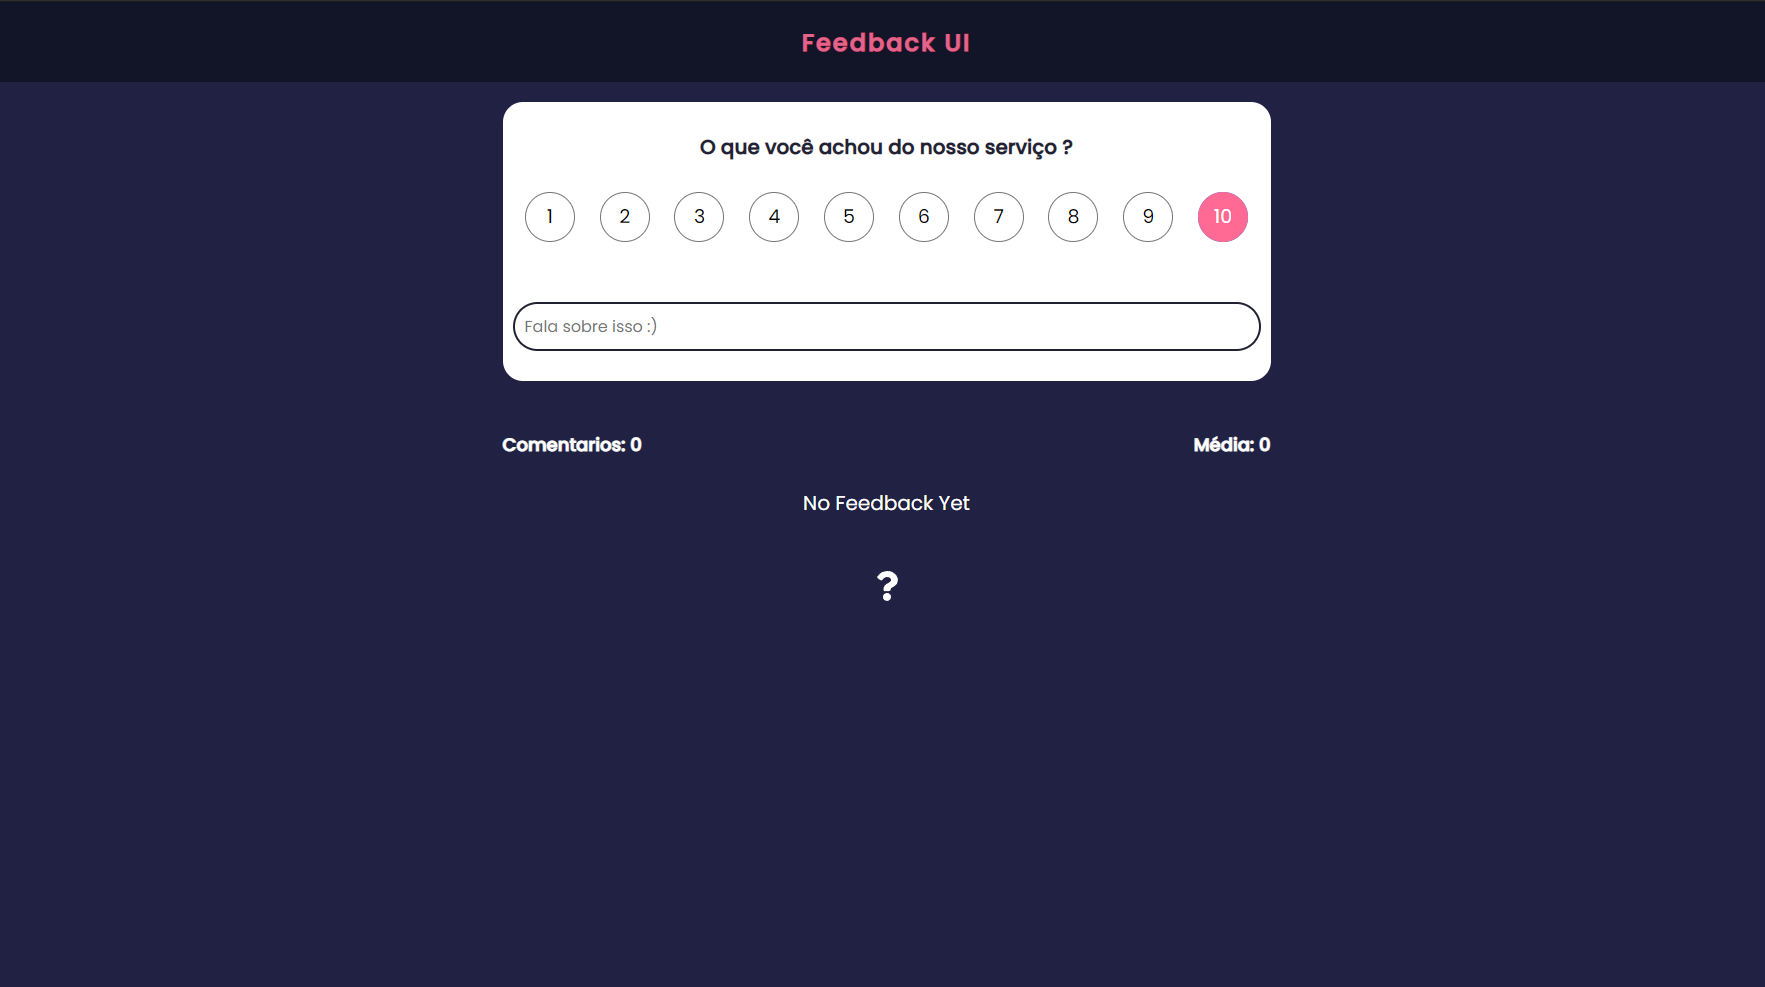 Feedback UI
O que você achou do nosso serviço ?
1 2 3 4 5 6 7 8 9 10
Fala sobre isso :)
Comentarios: 0 Média: 0
No Feedback Yet
?